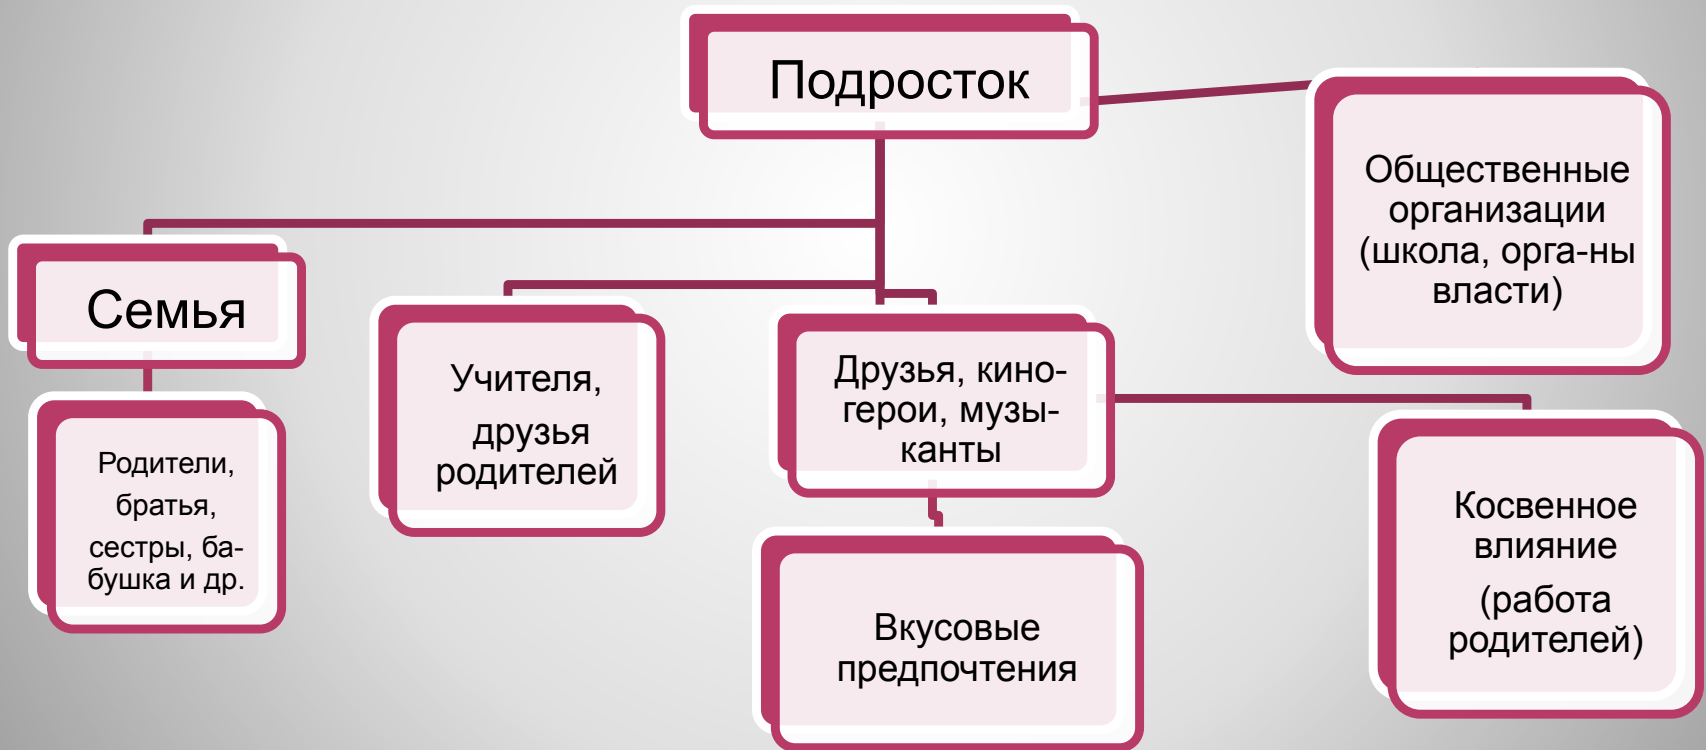 Подросток
Общественные
организации
(школа, орга-ны
власти)
Семья
Учителя,
друзья
родителей
Друзья, кино-
герои, музы-
канты
Родители,
братья,
сестры, ба-
бушка и др.
Вкусовые
предпочтения
Косвенное
влияние
(работа
родителей)